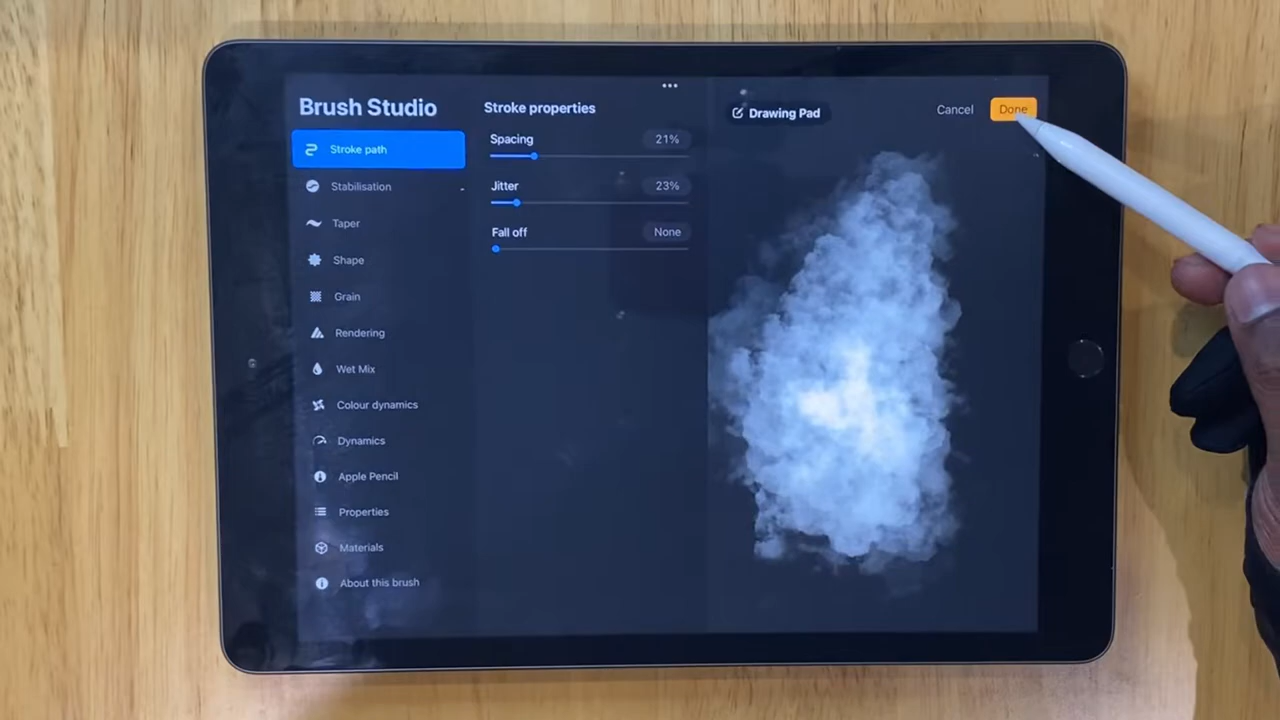 Brush Studio
Stroke path
Stabilisation
Taper
Shape
Grain
Rendering
Wet Mix
Colour dynamics
Dynamics
Apple Pencil
Properties
Materials
About this brush
Stroke properties
Spacing 21%
Jitter 23%
Fall off None
Drawing Pad
Cancel
Done